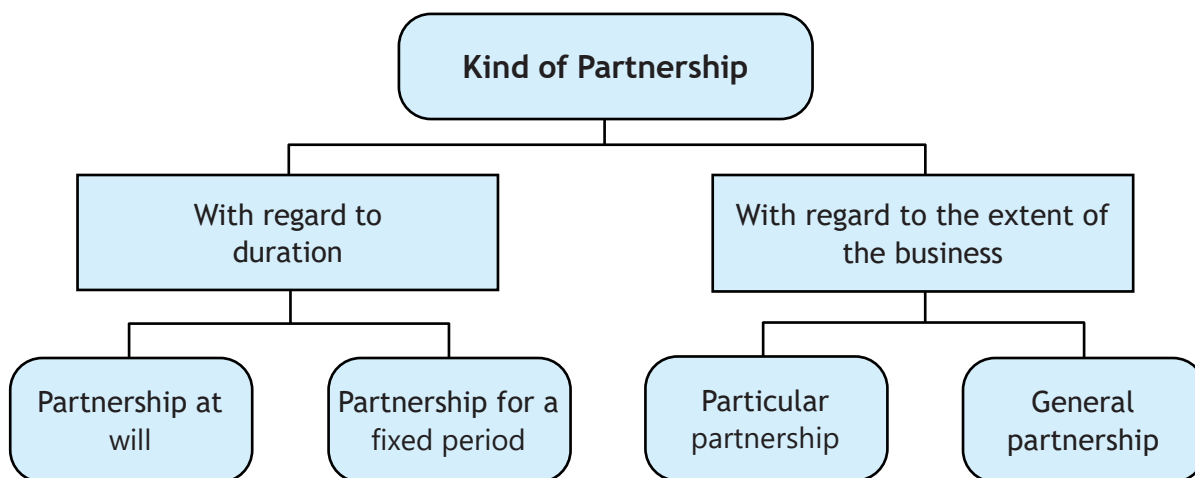 Kind of Partnership
With regard to
duration
With regard to the extent of
the business
Partnership at
will
Partnership for a
fixed period
Particular
partnership
General
partnership